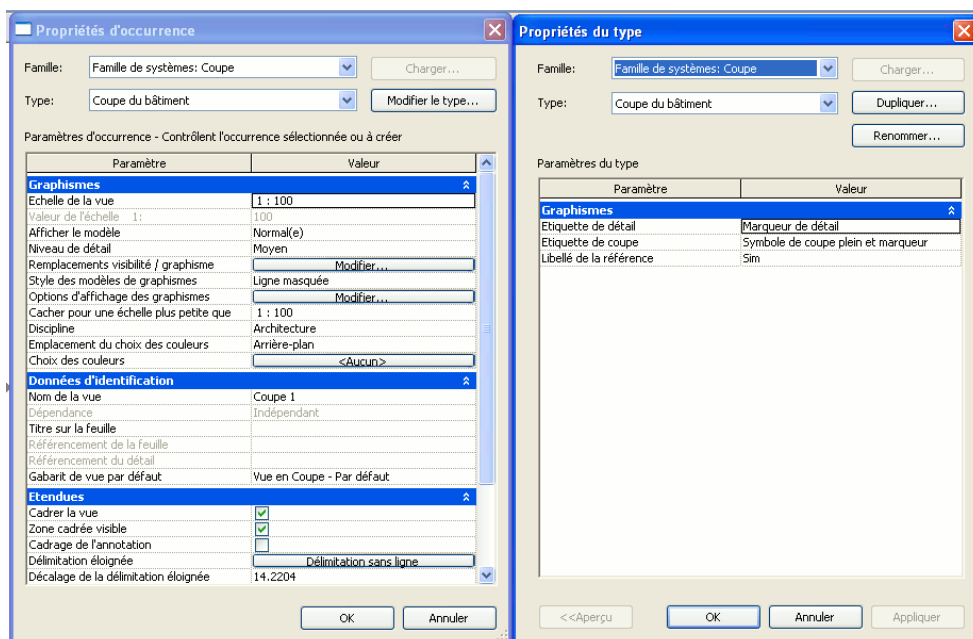 Propriétés d'occurrence
Famille: Famille de systèmes: Coupe Charger...
Type: Coupe du bâtiment Modifier le type...
Paramètres d'occurrence - Contrôlent l'occurrence sélectionnée ou à créer
Paramètre Valeur
Graphismes
Echelle de la vue 1 : 100
Valeur de l'échelle 1: 100
Afficher le modèle Normal(e)
Niveau de détail Moyen
Remplacements visibilité / graphisme Modifier...
Style des modèles de graphismes Ligne masquée
Options d'affichage des graphismes Modifier...
Cacher pour une échelle plus petite que 1 : 100
Discipline Architecture
Emplacement du choix des couleurs Arrière-plan
Choix des couleurs <Aucun>
Données d'identification
Nom de la vue Coupe 1
Dépendance Indépendant
Titre sur la feuille
Référencement de la feuille
Référencement du détail
Gabarit de vue par défaut Vue en Coupe - Par défaut
Etendues
Cadrer la vue
Zone cadrée visible
Cadrage de l'annotation
Délimitation éloignée Délimitation sans ligne
Décalage de la délimitation éloignée 14.2204
OK Annuler
Propriétés du type
Famille: Famille de systèmes: Coupe Charger...
Type: Coupe du bâtiment Dupliquer...
Renommer...
Paramètres du type
Paramètre Valeur
Graphismes
Etiquette de détail Marqueur de détail
Etiquette de coupe Symbole de coupe plein et marqueur
Libellé de la référence Sim
<<Aperçu OK Annuler Appliquer